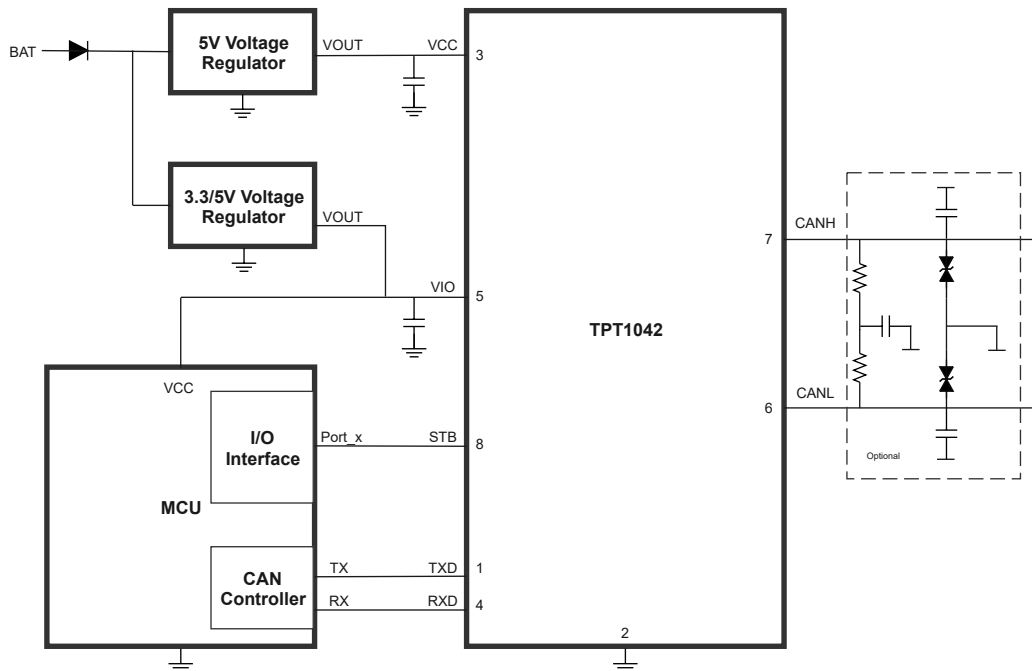 BAT
5V Voltage
Regulator
VOUT
VCC
3
3.3/5V Voltage
Regulator
VOUT
VIO
5
TPT1042
7
CANH
6
CANL
Optional
VCC
I/O
Interface
Port_x
STB
8
MCU
CAN
Controller
TX
TXD
1
RX
RXD
4
2